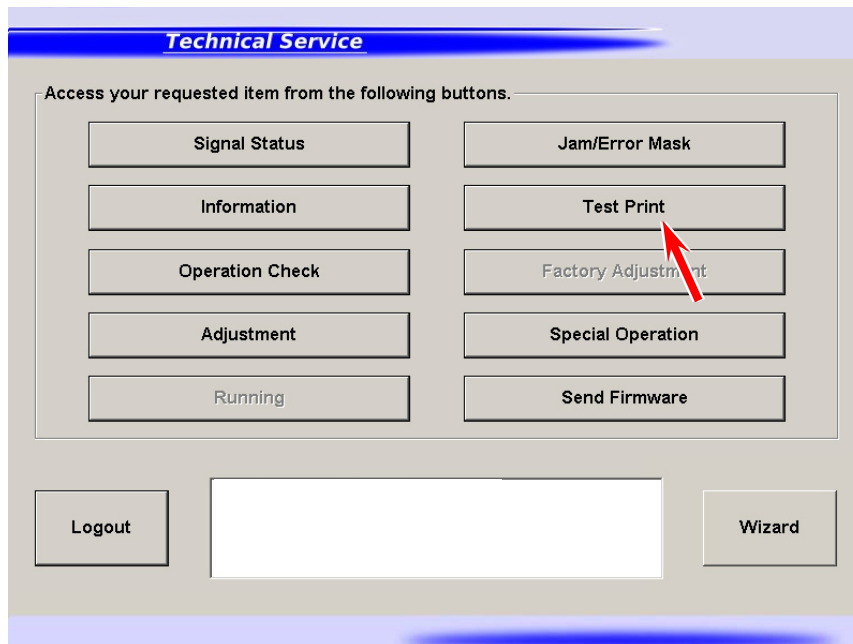 Technical Service
Access your requested item from the following buttons.
Signal Status
Jam/Error Mask
Information
Test Print
Operation Check
Factory Adjustment
Adjustment
Special Operation
Running
Send Firmware
Logout
Wizard